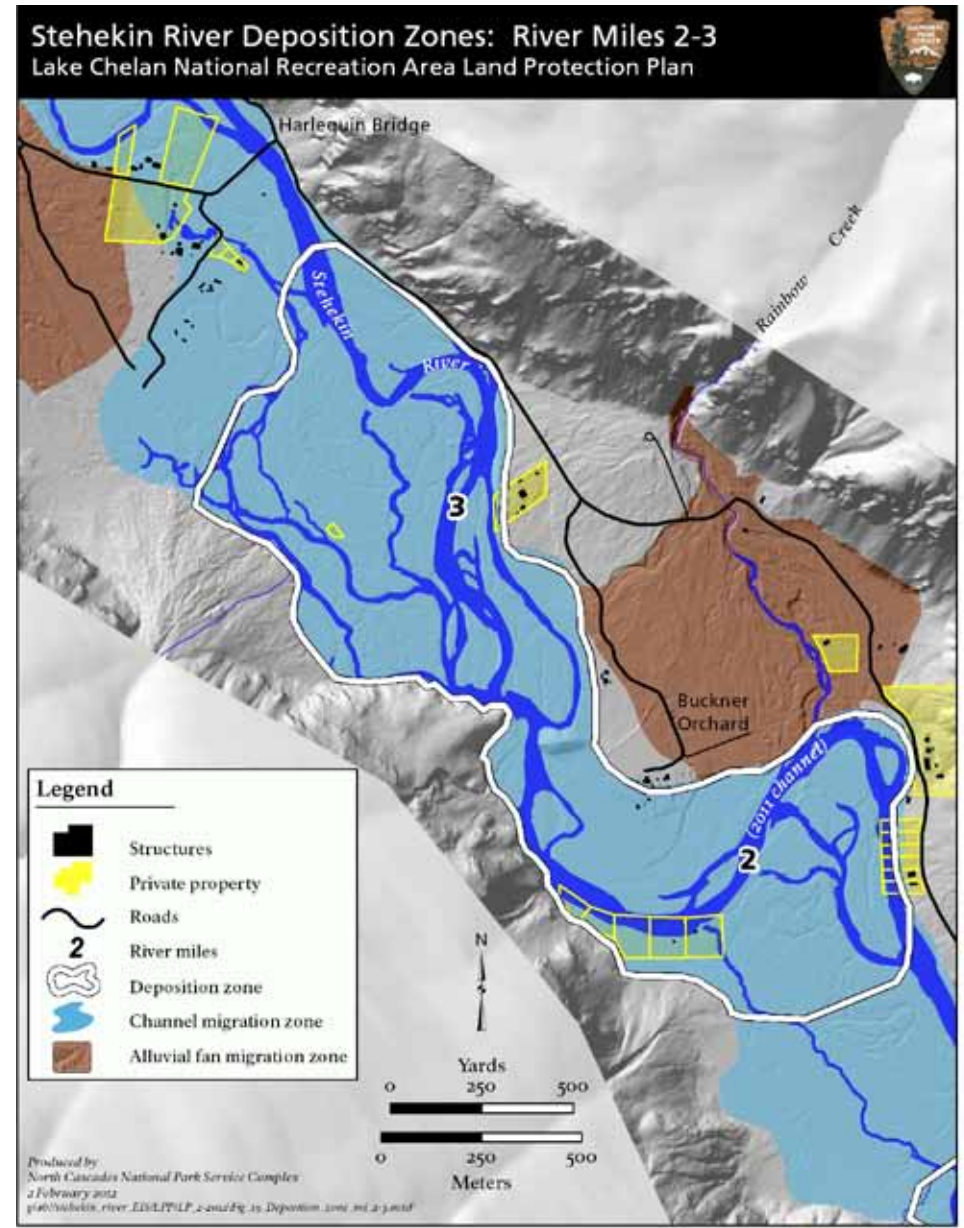 Stehekin River Deposition Zones: River Miles 2-3
Lake Chelan National Recreation Area Land Protection Plan
NATIONAL
PARK
SERVICE
Harlequin Bridge
Rainbow Creek
Stehekin River
3
Buckner
Orchard
(2011 channel)
2
Legend
Structures
Private property
Roads
2 River miles
Deposition zone
Channel migration zone
Alluvial fan migration zone
N
S
Yards
0 250 500
0 250 500
Meters
Produced by
North Cascades National Park Service Complex
2 February 2012